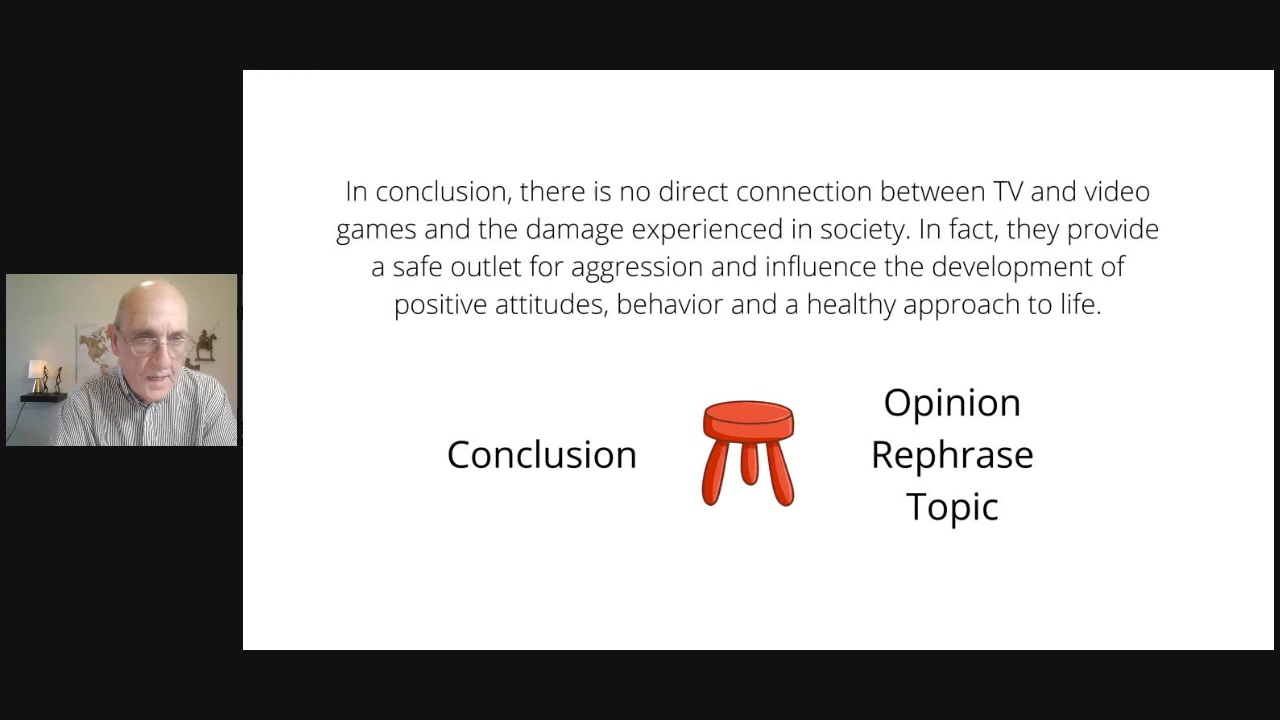 In conclusion, there is no direct connection between TV and video
games and the damage experienced in society. In fact, they provide
a safe outlet for aggression and influence the development of
positive attitudes, behavior and a healthy approach to life.
Conclusion
Opinion
Rephrase
Topic